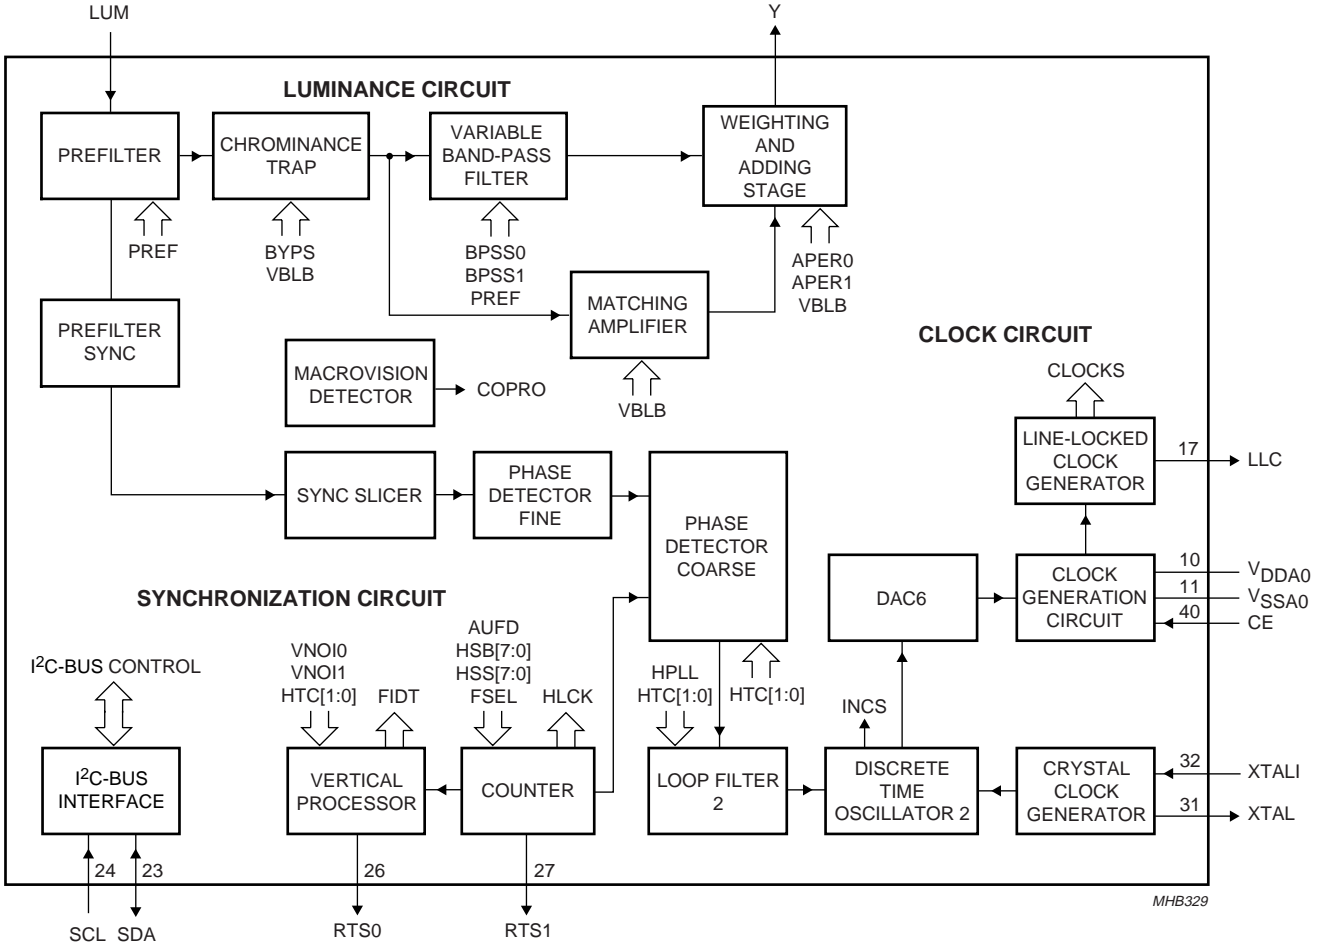 LUM
Y
LUMINANCE CIRCUIT
PREFILTER
CHROMINANCE
TRAP
VARIABLE
BAND-PASS
FILTER
WEIGHTING
AND
ADDING
STAGE
PREF
BYPS
VBLB
BPSS0
BPSS1
PREF
APER0
APER1
VBLB
PREFILTER
SYNC
MATCHING
AMPLIFIER
CLOCK CIRCUIT
MACROVISION
DETECTOR
COPRO
VBLB
CLOCKS
LINE-LOCKED
CLOCK
GENERATOR
17
LLC
SYNC SLICER
PHASE
DETECTOR
FINE
PHASE
DETECTOR
COARSE
DAC6
CLOCK
GENERATION
CIRCUIT
10
VDDA0
11
VSSA0
40
CE
SYNCHRONIZATION CIRCUIT
I2C-BUS CONTROL
VNOI0
VNOI1
HTC[1:0]
FIDT
AUFD
HSB[7:0]
HSS[7:0]
FSEL
HLCK
HPLL
HTC[1:0]
HTC[1:0]
INCS
I2C-BUS
INTERFACE
VERTICAL
PROCESSOR
COUNTER
LOOP FILTER
2
DISCRETE
TIME
OSCILLATOR 2
CRYSTAL
CLOCK
GENERATOR
32
XTALI
31
XTAL
24
23
26
27
SCL
SDA
RTS0
RTS1
MHB329